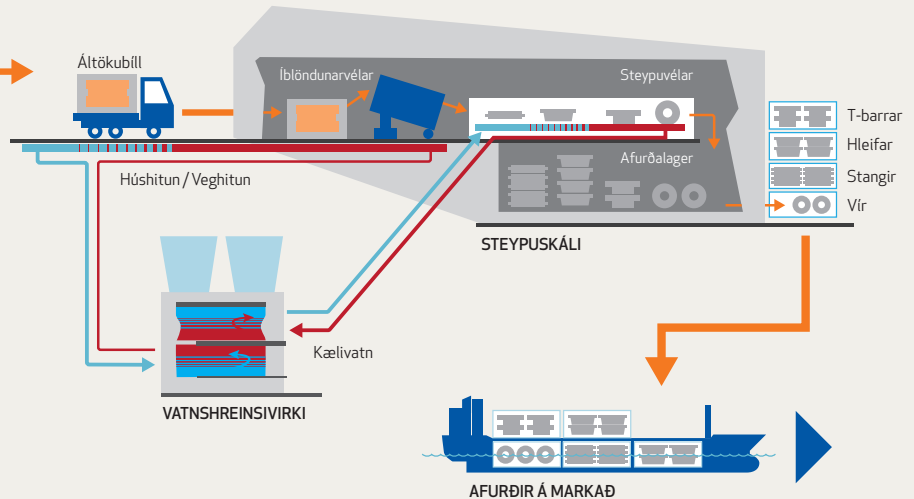 Áltökubíll
Íblöndunarvélar
Steypuvélar
T-barrar
Hleifar
Afurðalager
Stangir
Húshitun / Veghitun
Vír
STEYPUSKÁLI
Kælivatn
VATNSHREINSIVIRKI
AFURÐIR Á MARKAÐ